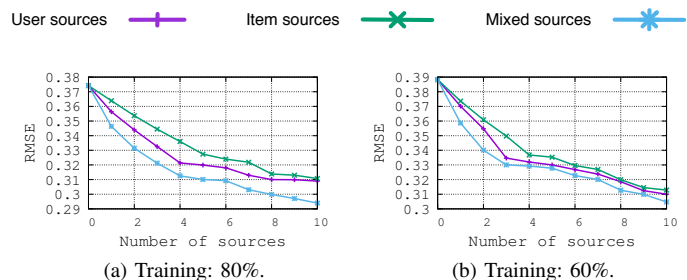 User sources Item sources Mixed sources
0.38
0.37
0.36
0.35
0.34
0.33
0.32
0.31
0.3
0.29
RMSE
0 2 4 6 8 10
Number of sources
(a) Training: 80%.
0.39
0.38
0.37
0.36
0.35
0.34
0.33
0.32
0.31
0.3
RMSE
0 2 4 6 8 10
Number of sources
(b) Training: 60%.